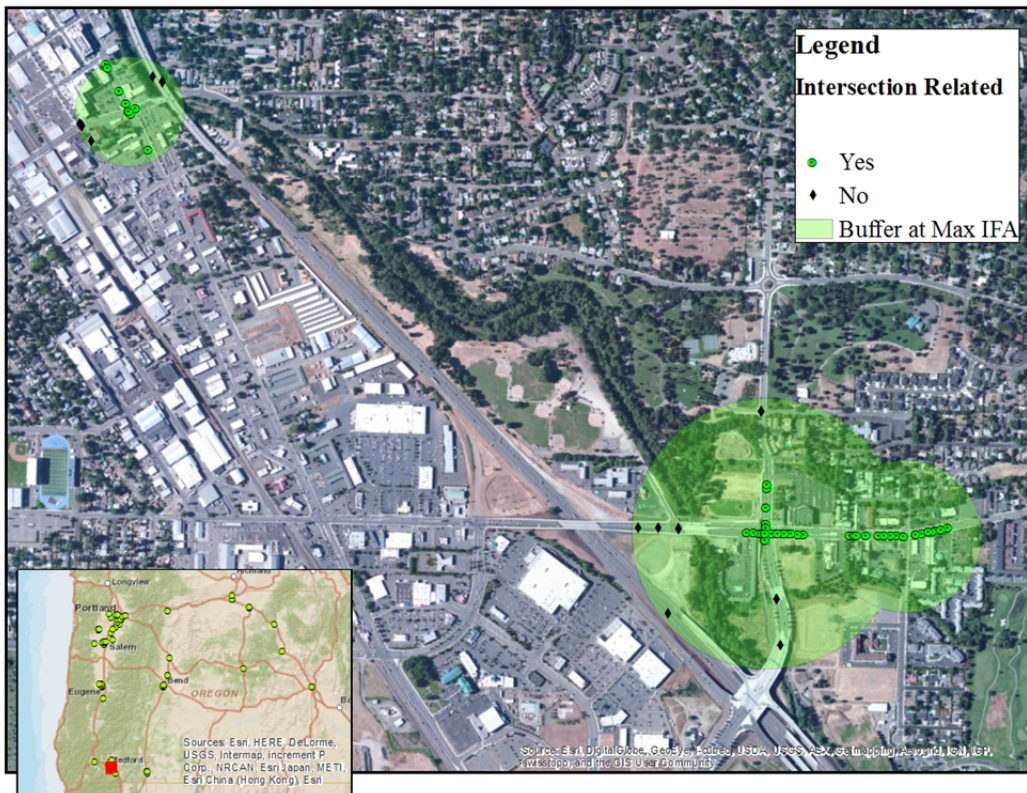 Legend
Intersection Related
Yes
No
Buffer at Max IFA
Longview
Portland
Salem
Eugene
Bend
OREGON
Medford
Sources: Esri, HERE, DeLorme,
USGS, Intermap, increment P
Corp., NRCAN, Esri Japan, METI,
Esri China (Hong Kong), Esri
Source: Esri, DigitalGlobe, GeoEye, i-cubed, USDA, USGS, AEX, Getmapping, Aerogrid, IGN, IGP,
swisstopo, and the GIS User Community